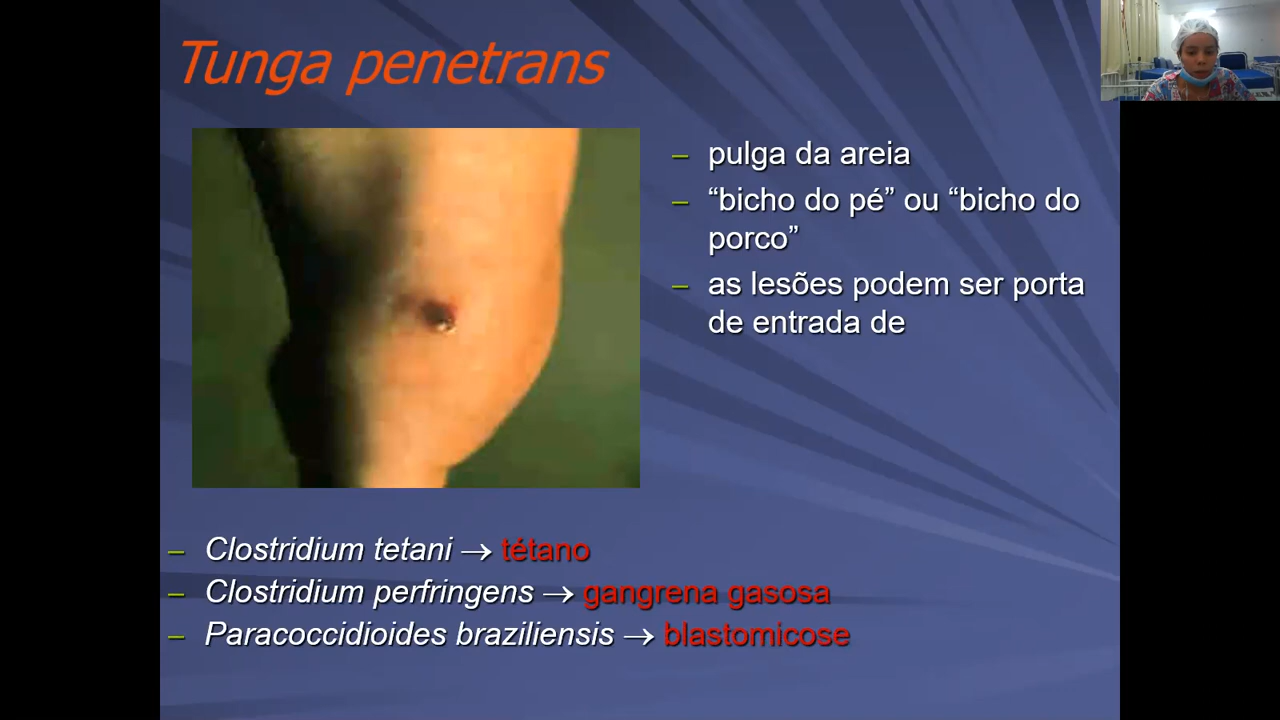 Tunga penetrans
– pulga da areia
– “bicho do pé” ou “bicho do
porco”
– as lesões podem ser porta
de entrada de
– Clostridium tetani → tétano
– Clostridium perfringens → gangrena gasosa
– Paracoccidioides braziliensis → blastomicose